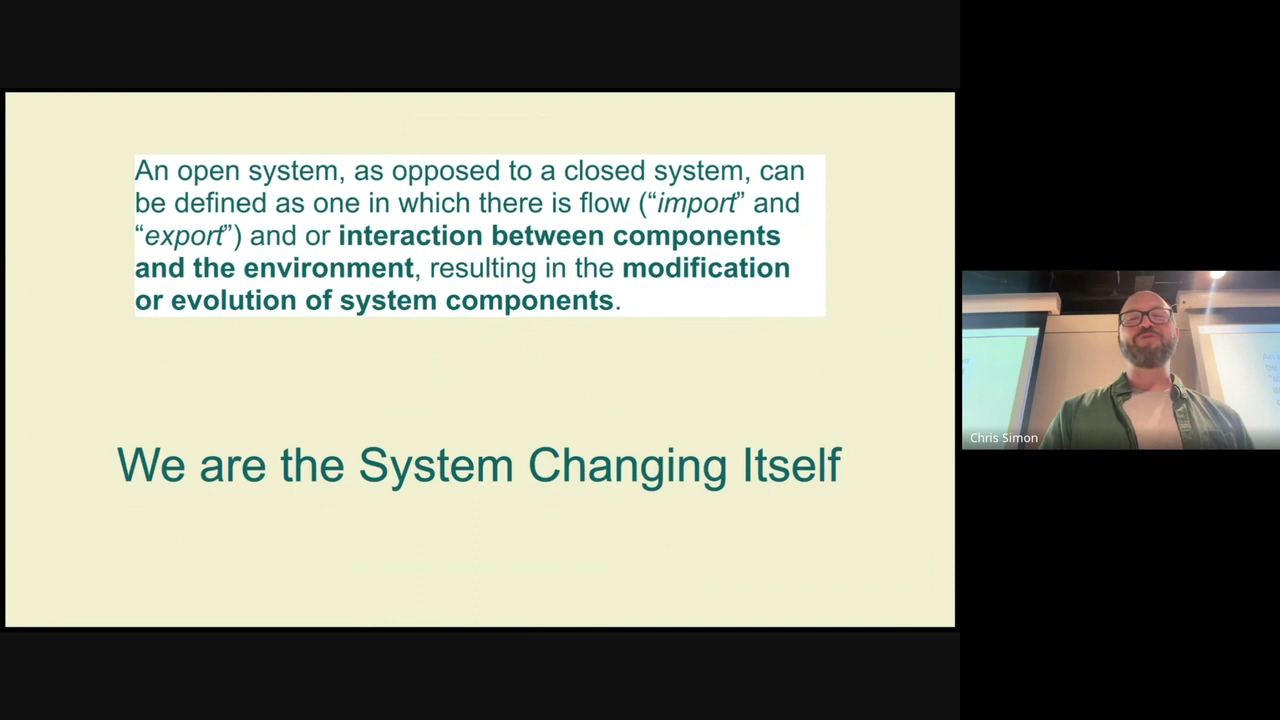 An open system, as opposed to a closed system, can
be defined as one in which there is flow (“import” and
“export”) and or interaction between components
and the environment, resulting in the modification
or evolution of system components.
We are the System Changing Itself
Chris Simon